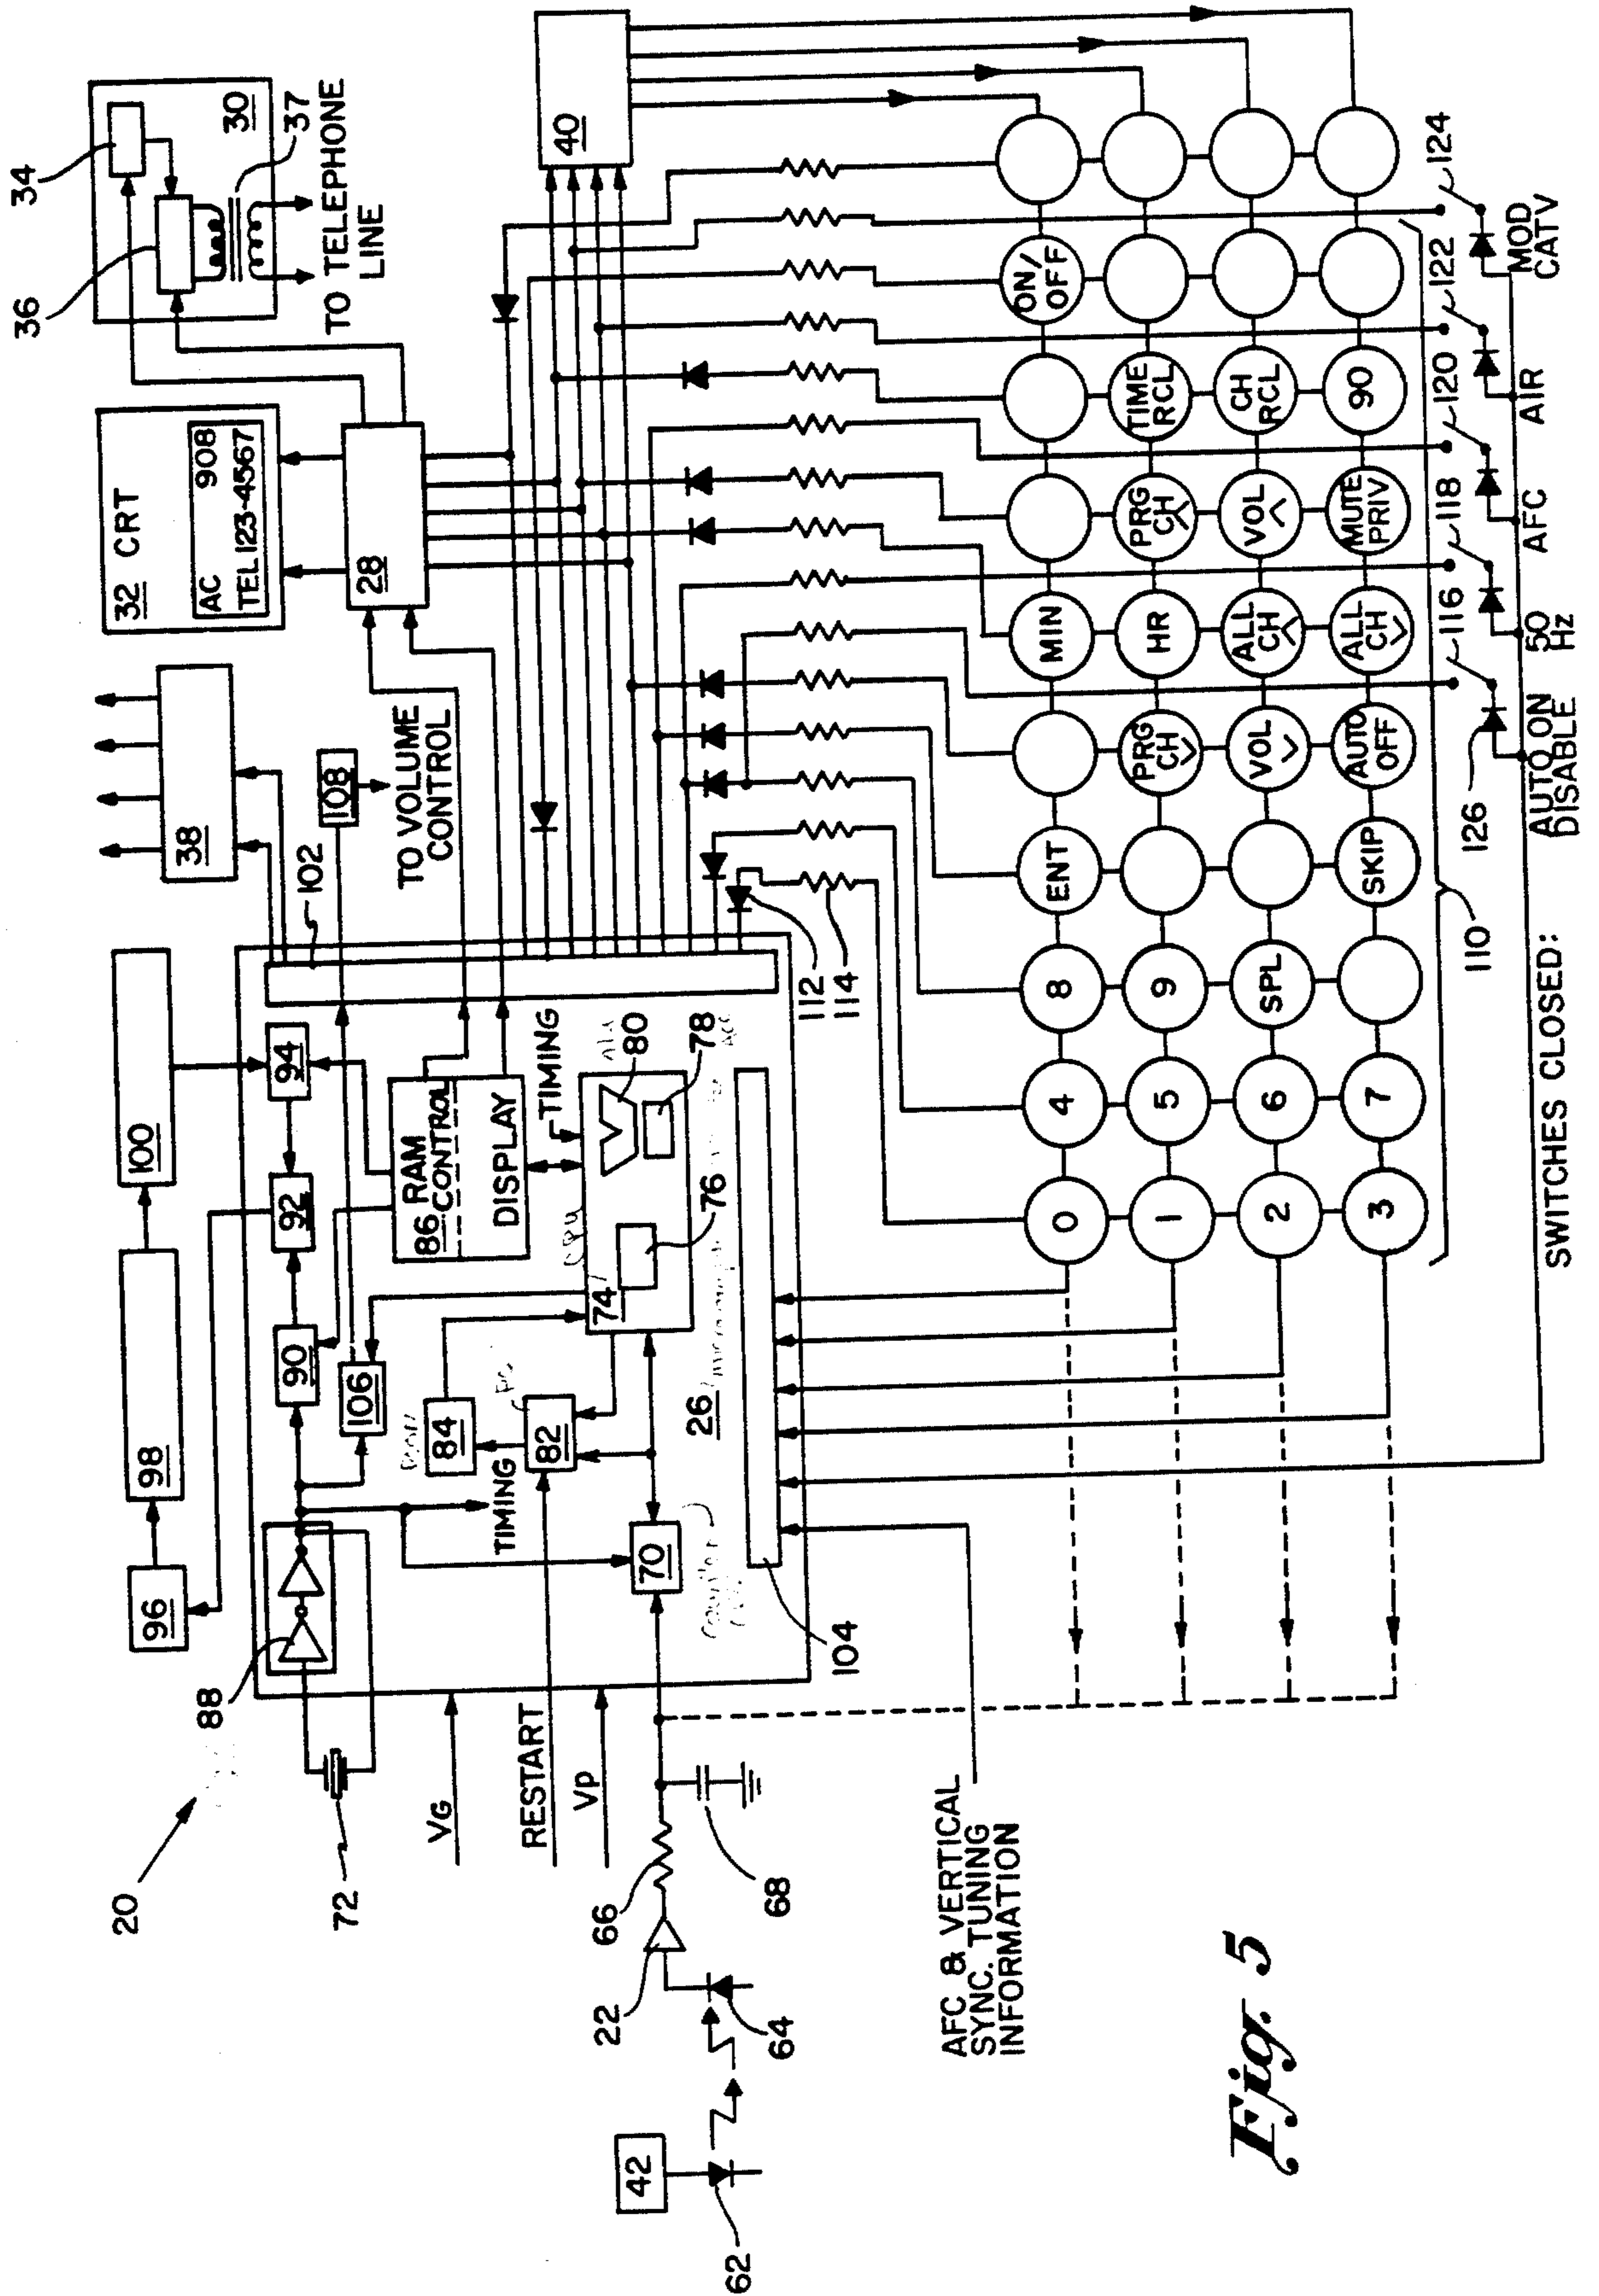 20
72
88
96
98
100
90
92
94
106
102
38
108
TO VOLUME
CONTROL
32 CRT
AC 908
TEL 123-4567
28
34
36
30
37
TO TELEPHONE
LINE
40
VG
RESTART
VP
TIMING
84
82
86 RAM
CONTROL
DISPLAY
TIMING
CPU
74
76
80
78
70
26
104
42
62
64
22
66
68
AFC & VERTICAL
SYNC. TUNING
INFORMATION
112
114
0
4
8
ENT
MIN
ON/
OFF
1
5
9
PRG
CH
HR
PRG
CH
TIME
RCL
2
6
SPL
VOL
ALL
CH
VOL
CH
RCL
3
7
SKIP
AUTO
OFF
ALL
CH
MUTE
PRIV
90
110
116
118
120
122
124
126
SWITCHES CLOSED:
AUTO ON
DISABLE
50
Hz
AFC
AIR
MOD
CATV
Fig. 5